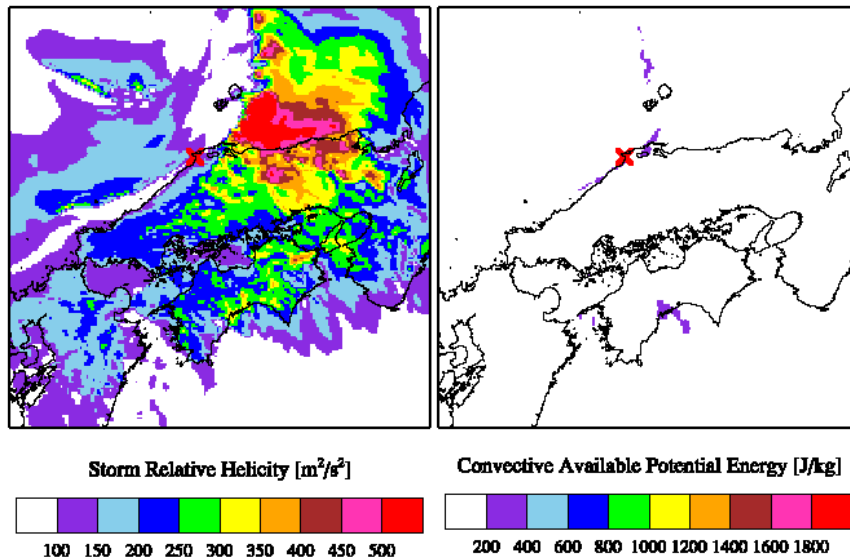 Storm Relative Helicity [m²/s²]
Convective Available Potential Energy [J/kg]
100 150 200 250 300 350 400 450 500
200 400 600 800 1000 1200 1400 1600 1800